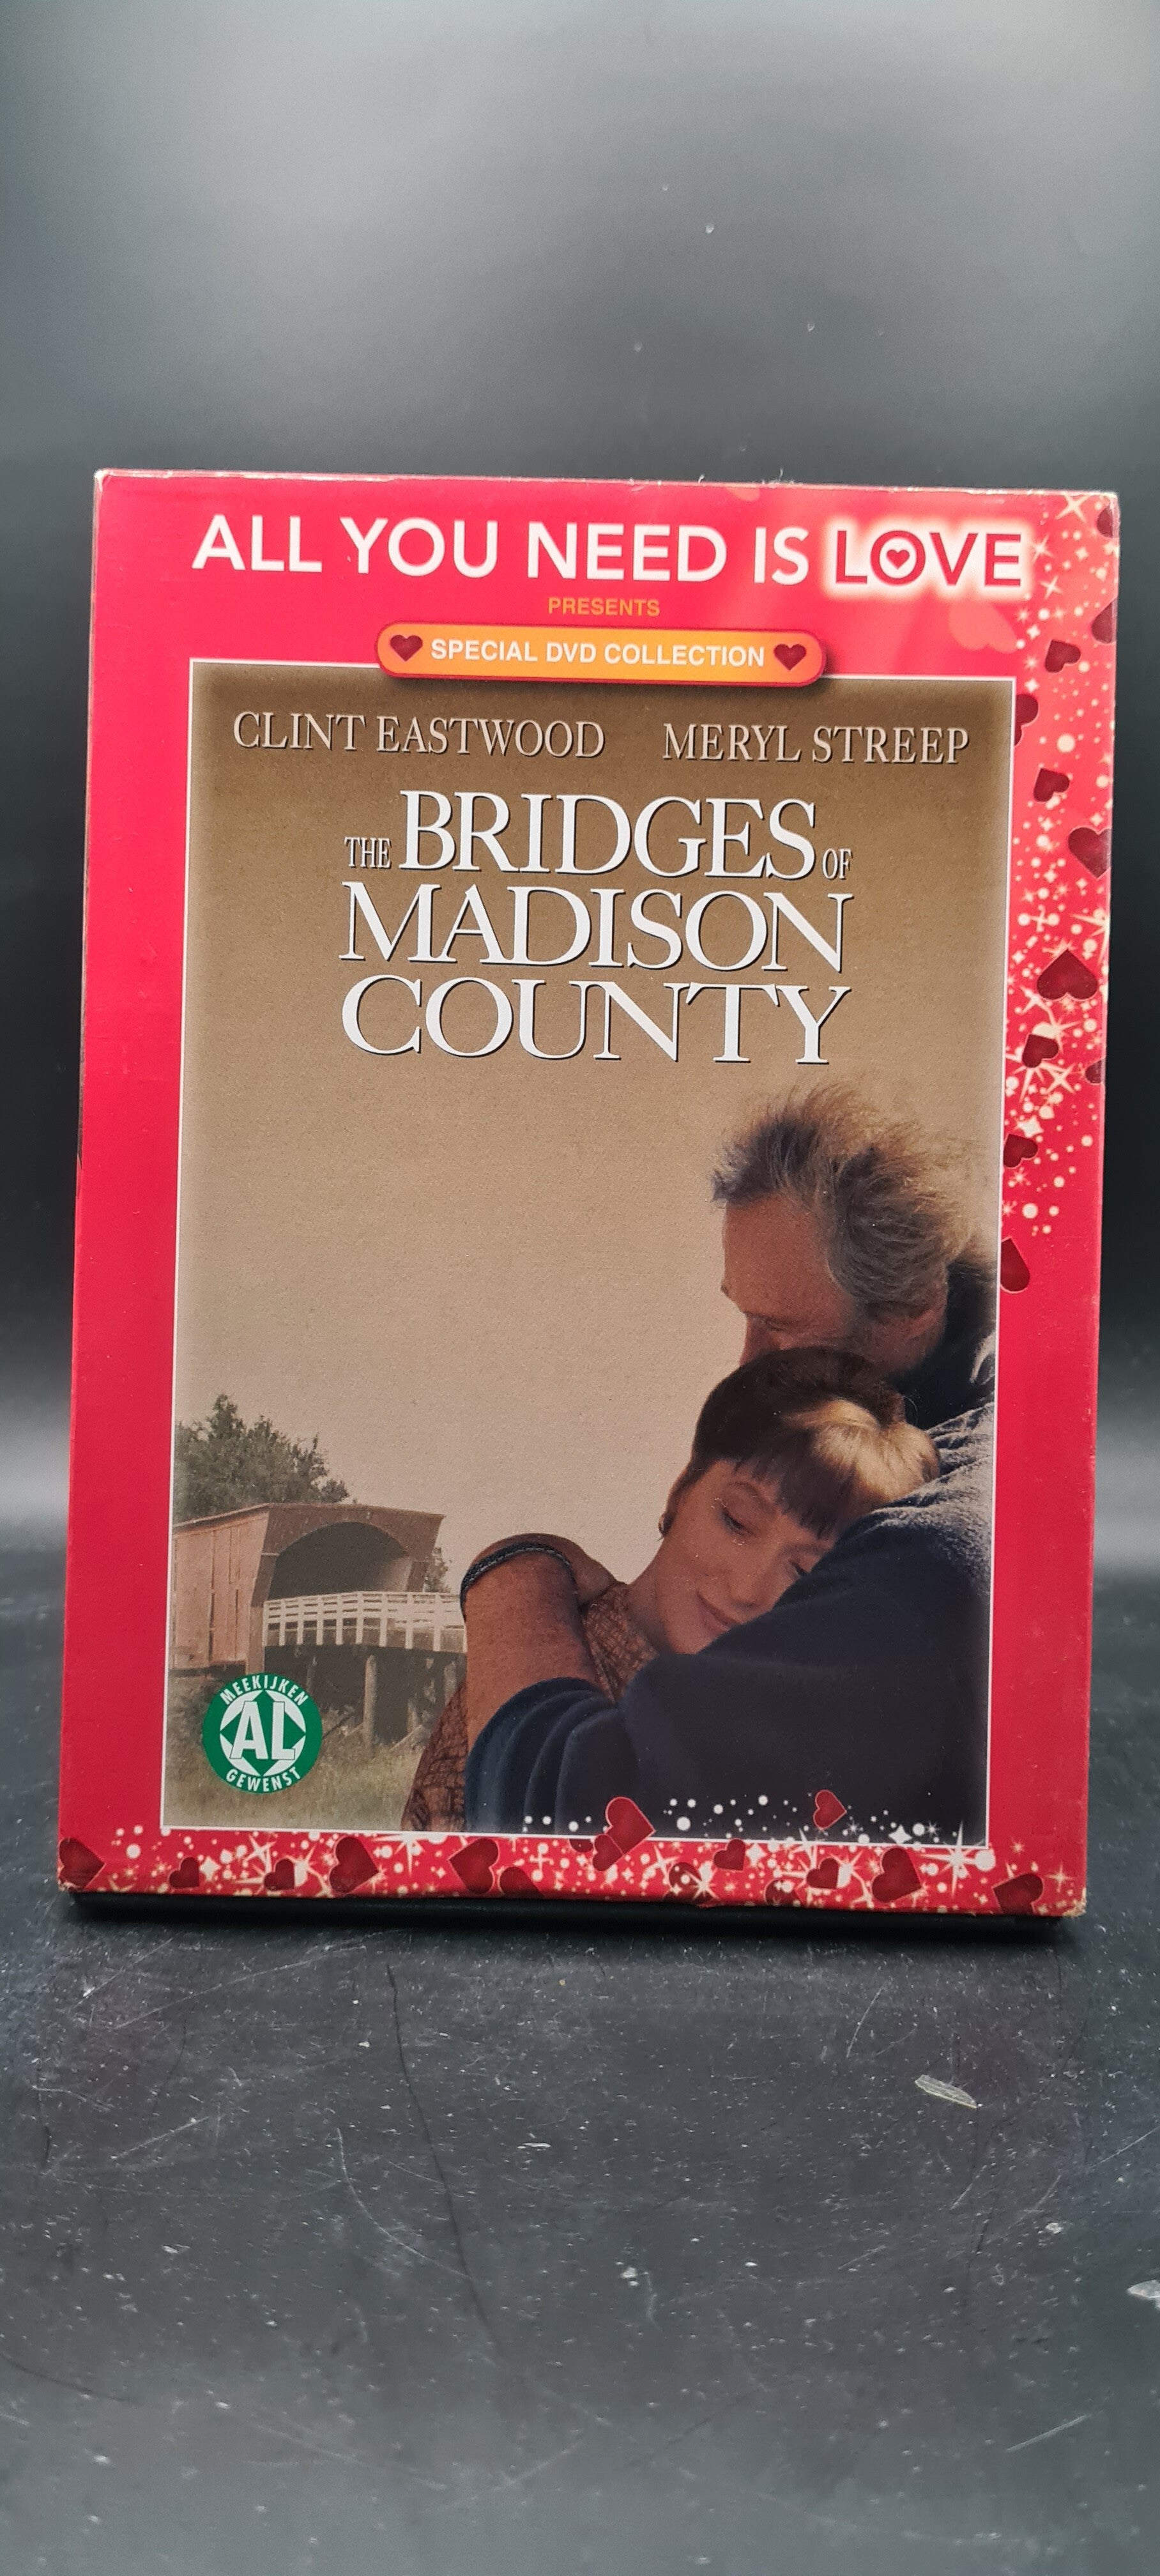 ALL YOU NEED IS LOVE
PRESENTS
SPECIAL DVD COLLECTION
CLINT EASTWOOD MERYL STREEP
THE BRIDGES OF
MADISON
COUNTY
MEEKIJKEN
AL
GEWENST